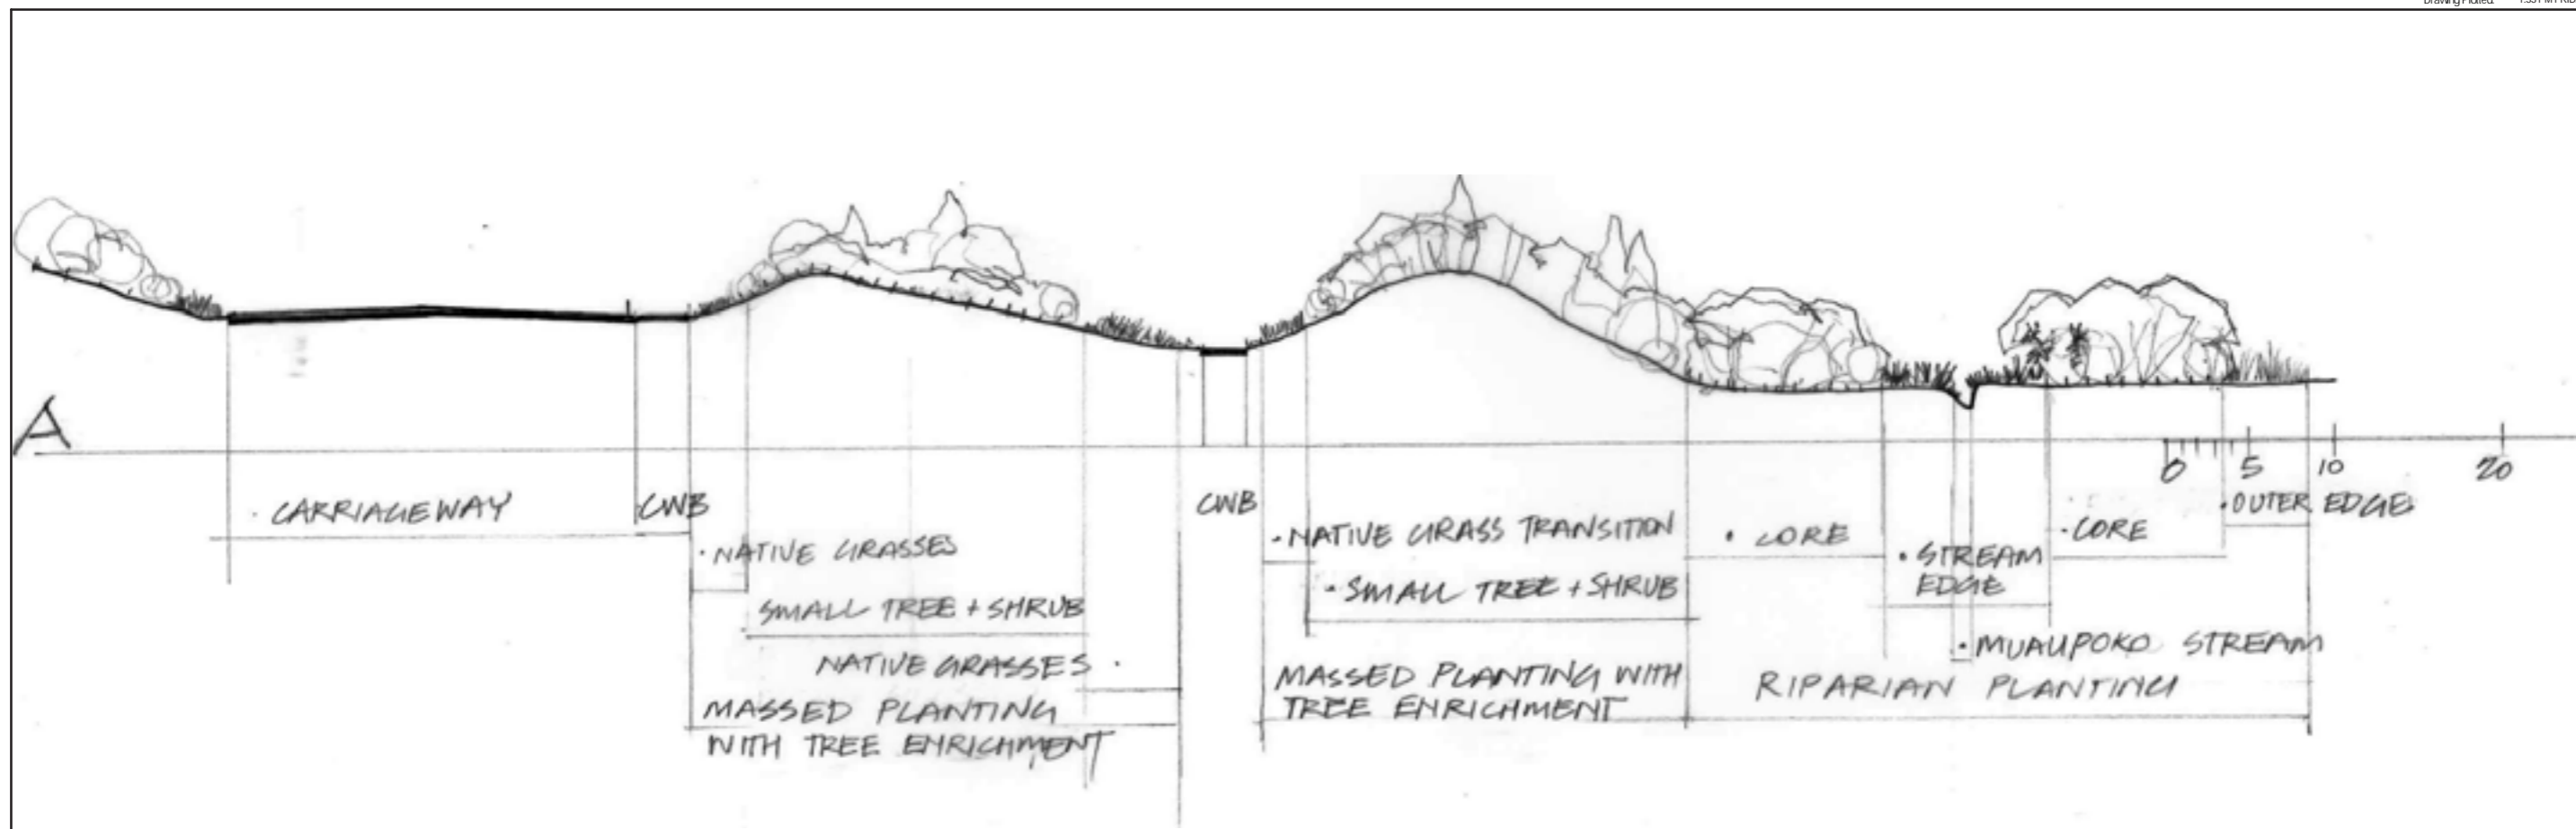 Drawing Plotted:
A
0 5 10 20
CARRIAGEWAY
CWB
NATIVE GRASSES
SMALL TREE + SHRUB
NATIVE GRASSES
MASSED PLANTING
WITH TREE ENRICHMENT
CWB
NATIVE GRASS TRANSITION
SMALL TREE + SHRUB
MASSED PLANTING WITH
TREE ENRICHMENT
CORE
STREAM
EDGE
CORE
OUTER EDGE
MUAUPOKO STREAM
RIPARIAN PLANTING